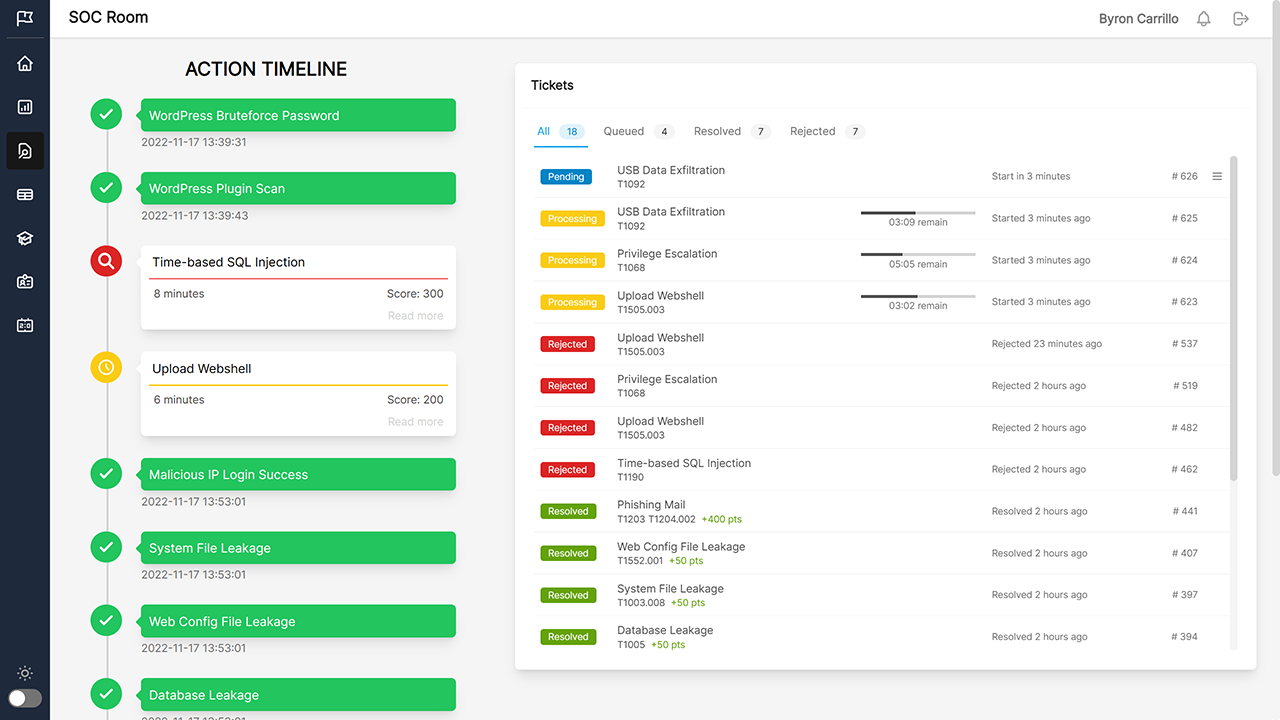 SOC Room
Byron Carrillo
ACTION TIMELINE
WordPress Bruteforce Password
2022-11-17 13:39:31
WordPress Plugin Scan
2022-11-17 13:39:43
Time-based SQL Injection
8 minutes Score: 300
Read more
Upload Webshell
6 minutes Score: 200
Read more
Malicious IP Login Success
2022-11-17 13:53:01
System File Leakage
2022-11-17 13:53:01
Web Config File Leakage
2022-11-17 13:53:01
Database Leakage
2022-11-17 13:53:01
Tickets
All 18 Queued 4 Resolved 7 Rejected 7
Pending USB Data Exfiltration Start in 3 minutes # 626
T1092
Processing USB Data Exfiltration Started 3 minutes ago # 625
T1092 03:09 remain
Processing Privilege Escalation Started 3 minutes ago # 624
T1068 05:05 remain
Processing Upload Webshell Started 3 minutes ago # 623
T1505.003 03:02 remain
Rejected Upload Webshell Rejected 23 minutes ago # 537
T1505.003
Rejected Privilege Escalation Rejected 2 hours ago # 519
T1068
Rejected Upload Webshell Rejected 2 hours ago # 482
T1505.003
Rejected Time-based SQL Injection Rejected 2 hours ago # 462
T1190
Resolved Phishing Mail Resolved 2 hours ago # 441
T1203 T1204.002 +400 pts
Resolved Web Config File Leakage Resolved 2 hours ago # 407
T1552.001 +50 pts
Resolved System File Leakage Resolved 2 hours ago # 397
T1003.008 +50 pts
Resolved Database Leakage Resolved 2 hours ago # 394
T1005 +50 pts